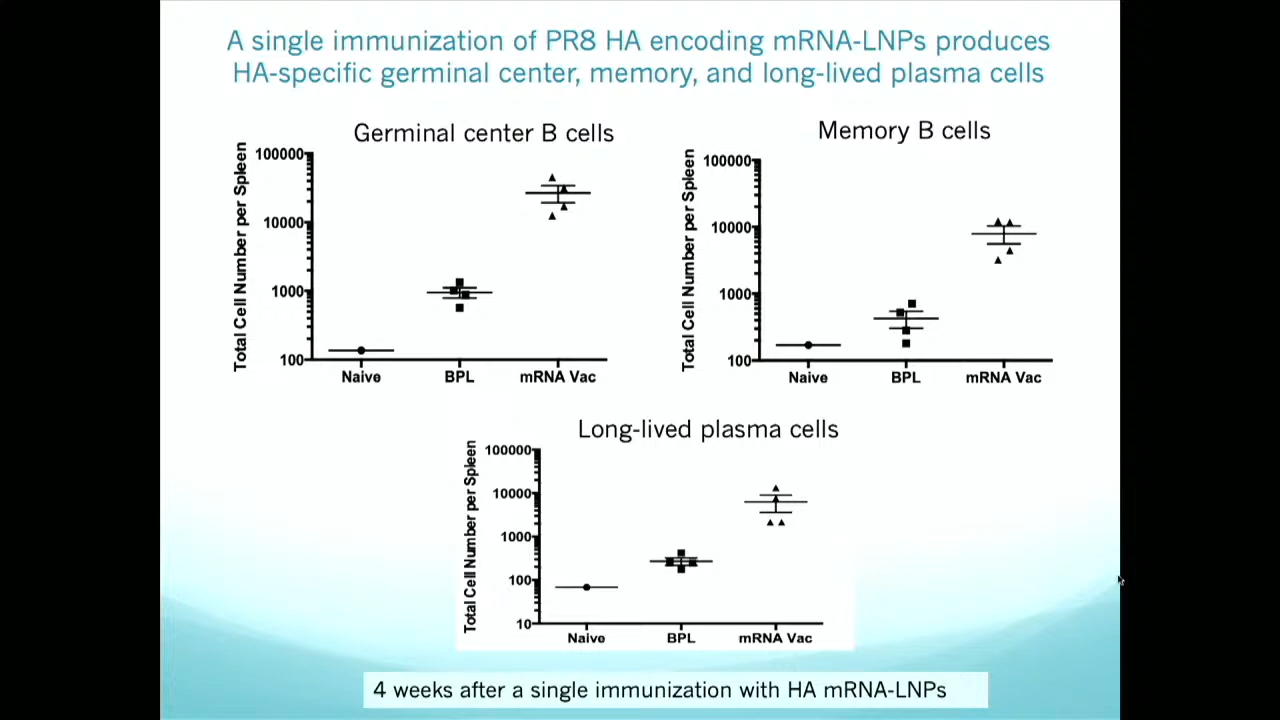 A single immunization of PR8 HA encoding mRNA-LNPs produces
HA-specific germinal center, memory, and long-lived plasma cells
Germinal center B cells
Total Cell Number per Spleen
100000
10000
1000
100
Naive BPL mRNA Vac
Memory B cells
Total Cell Number per Spleen
100000
10000
1000
100
Naive BPL mRNA Vac
Long-lived plasma cells
Total Cell Number per Spleen
100000
10000
1000
100
10
Naive BPL mRNA Vac
4 weeks after a single immunization with HA mRNA-LNPs